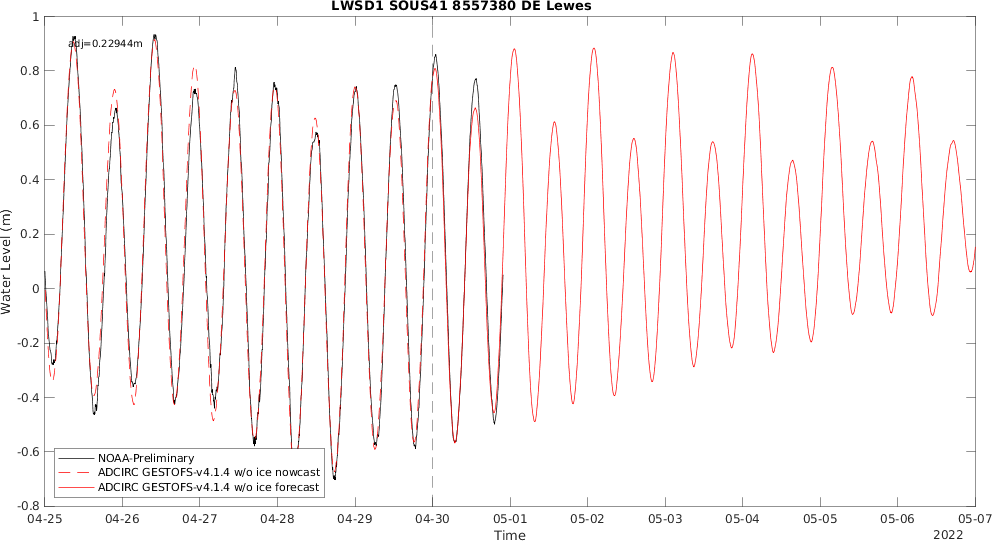 LWSD1 SOUS41 8557380 DE Lewes
adj=0.22944m
1
0.8
0.6
0.4
0.2
0
-0.2
-0.4
-0.6
-0.8
Water Level (m)
NOAA-Preliminary
ADCIRC GESTOFS-v4.1.4 w/o ice nowcast
ADCIRC GESTOFS-v4.1.4 w/o ice forecast
04-25 04-26 04-27 04-28 04-29 04-30 05-01 05-02 05-03 05-04 05-05 05-06 05-07
Time
2022